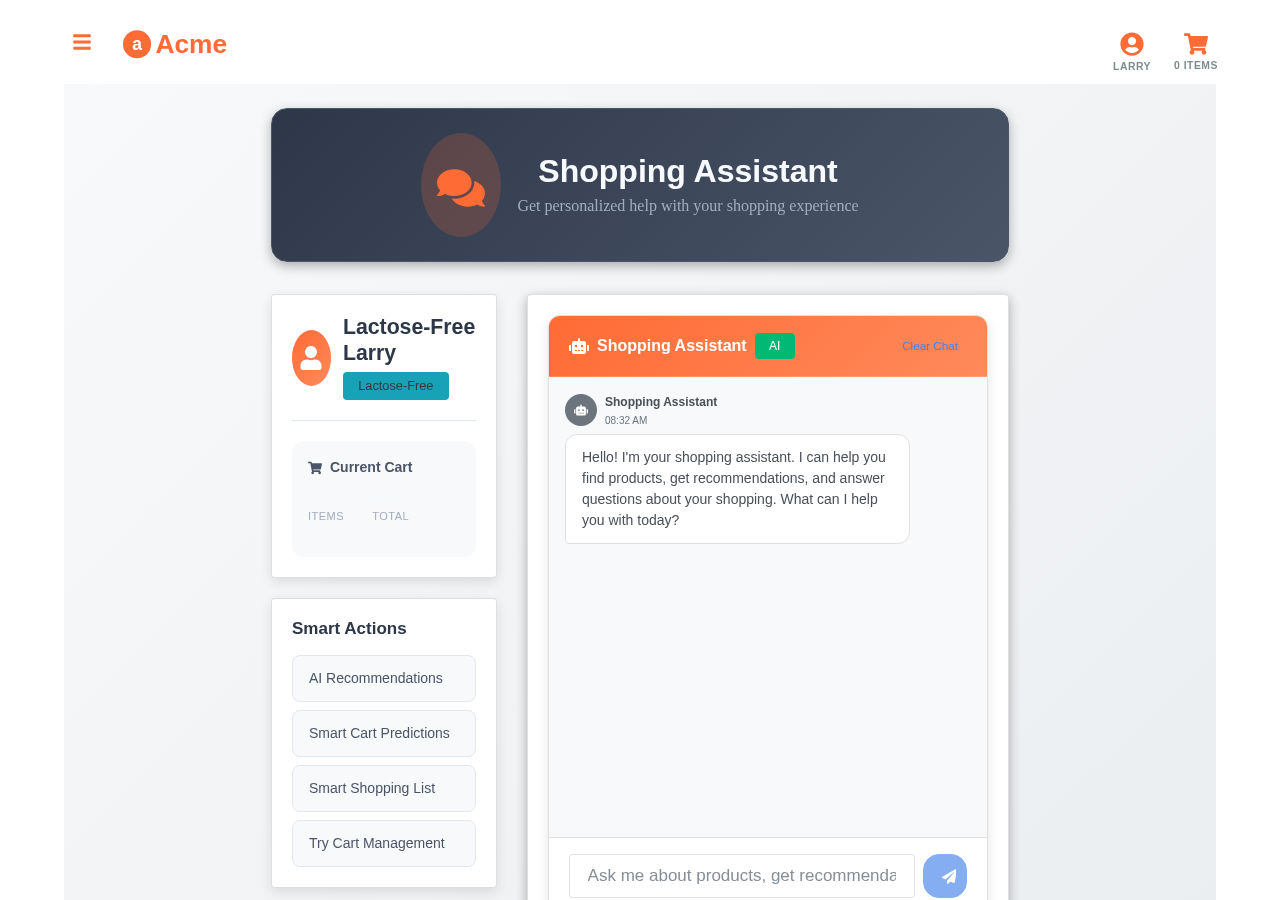 a Acme
LARRY
0 ITEMS
Shopping Assistant
Get personalized help with your shopping experience
Lactose-Free
Larry
Lactose-Free
Current Cart
ITEMS TOTAL
Smart Actions
AI Recommendations
Smart Cart Predictions
Smart Shopping List
Try Cart Management
Shopping Assistant AI Clear Chat
Shopping Assistant
08:32 AM
Hello! I'm your shopping assistant. I can help you
find products, get recommendations, and answer
questions about your shopping. What can I help
you with today?
Ask me about products, get recommenda